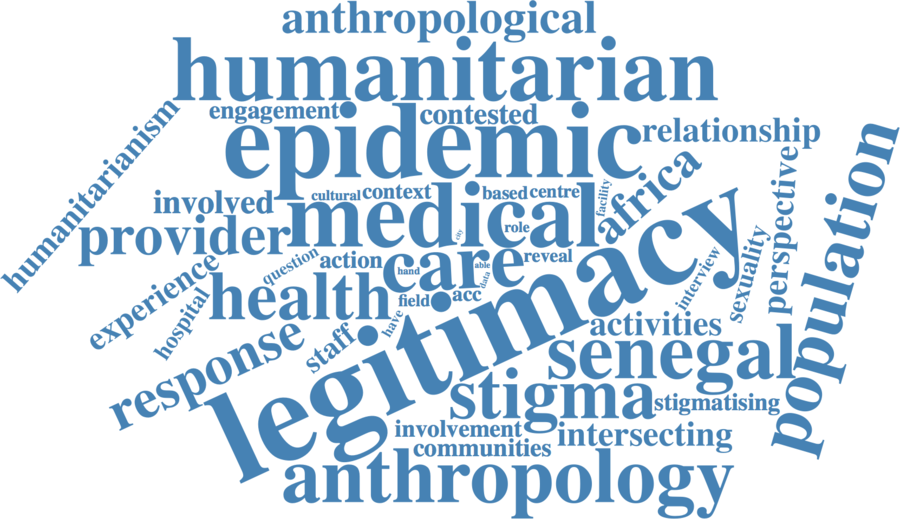 anthropological
humanitarian
engagement
contested
epidemic
relationship
humanitarianism
population
perspective
africa
facility
involved
cultural
context
based
centre
provider
medical
role
city
legitimacy
experience
question
action
care
reveal
hand
able
data
interview
sexuality
hospital
health
field
acc
have
response
staff
activities
senegal
stigma
stigmatising
involvement
intersecting
communities
anthropology